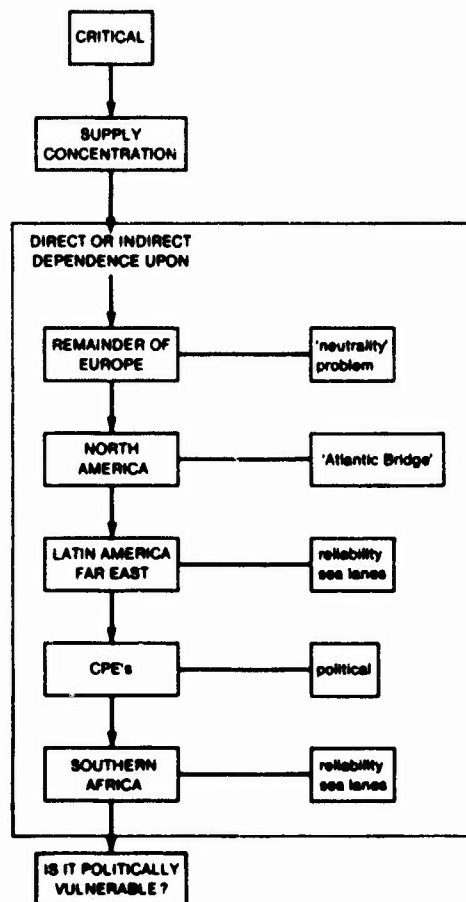 CRITICAL
SUPPLY
CONCENTRATION
DIRECT OR INDIRECT
DEPENDENCE UPON
REMAINDER OF
EUROPE
'neutrality'
problem
NORTH
AMERICA
'Atlantic Bridge'
LATIN AMERICA
FAR EAST
reliability
sea lanes
CPE's
political
SOUTHERN
AFRICA
reliability
sea lanes
IS IT POLITICALLY
VULNERABLE ?